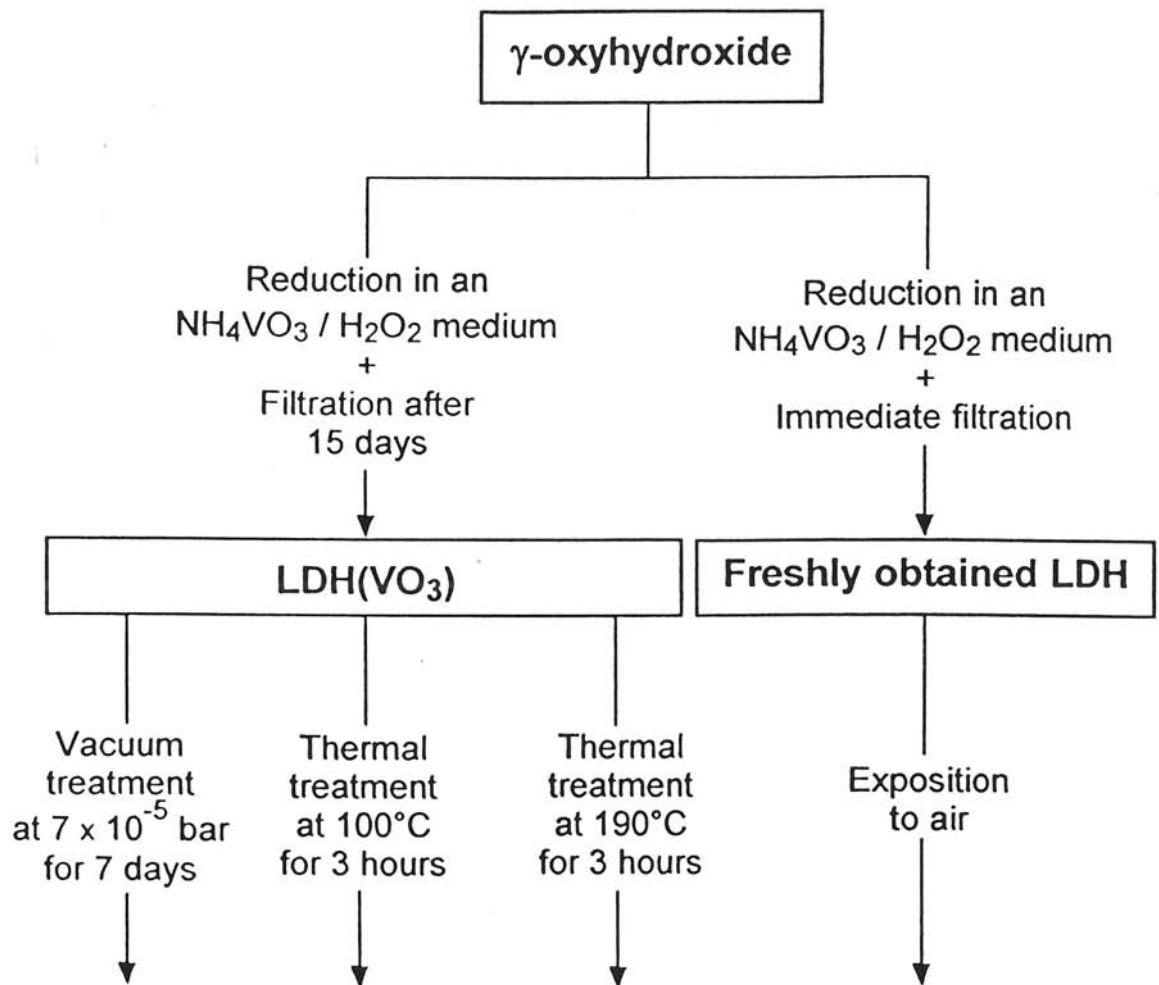 γ-oxyhydroxide
Reduction in an
NH₄VO₃ / H₂O₂ medium
+
Filtration after
15 days
Reduction in an
NH₄VO₃ / H₂O₂ medium
+
Immediate filtration
LDH(VO₃)
Freshly obtained LDH
Vacuum
treatment
at 7 x 10⁻⁵ bar
for 7 days
Thermal
treatment
at 100°C
for 3 hours
Thermal
treatment
at 190°C
for 3 hours
Exposition
to air